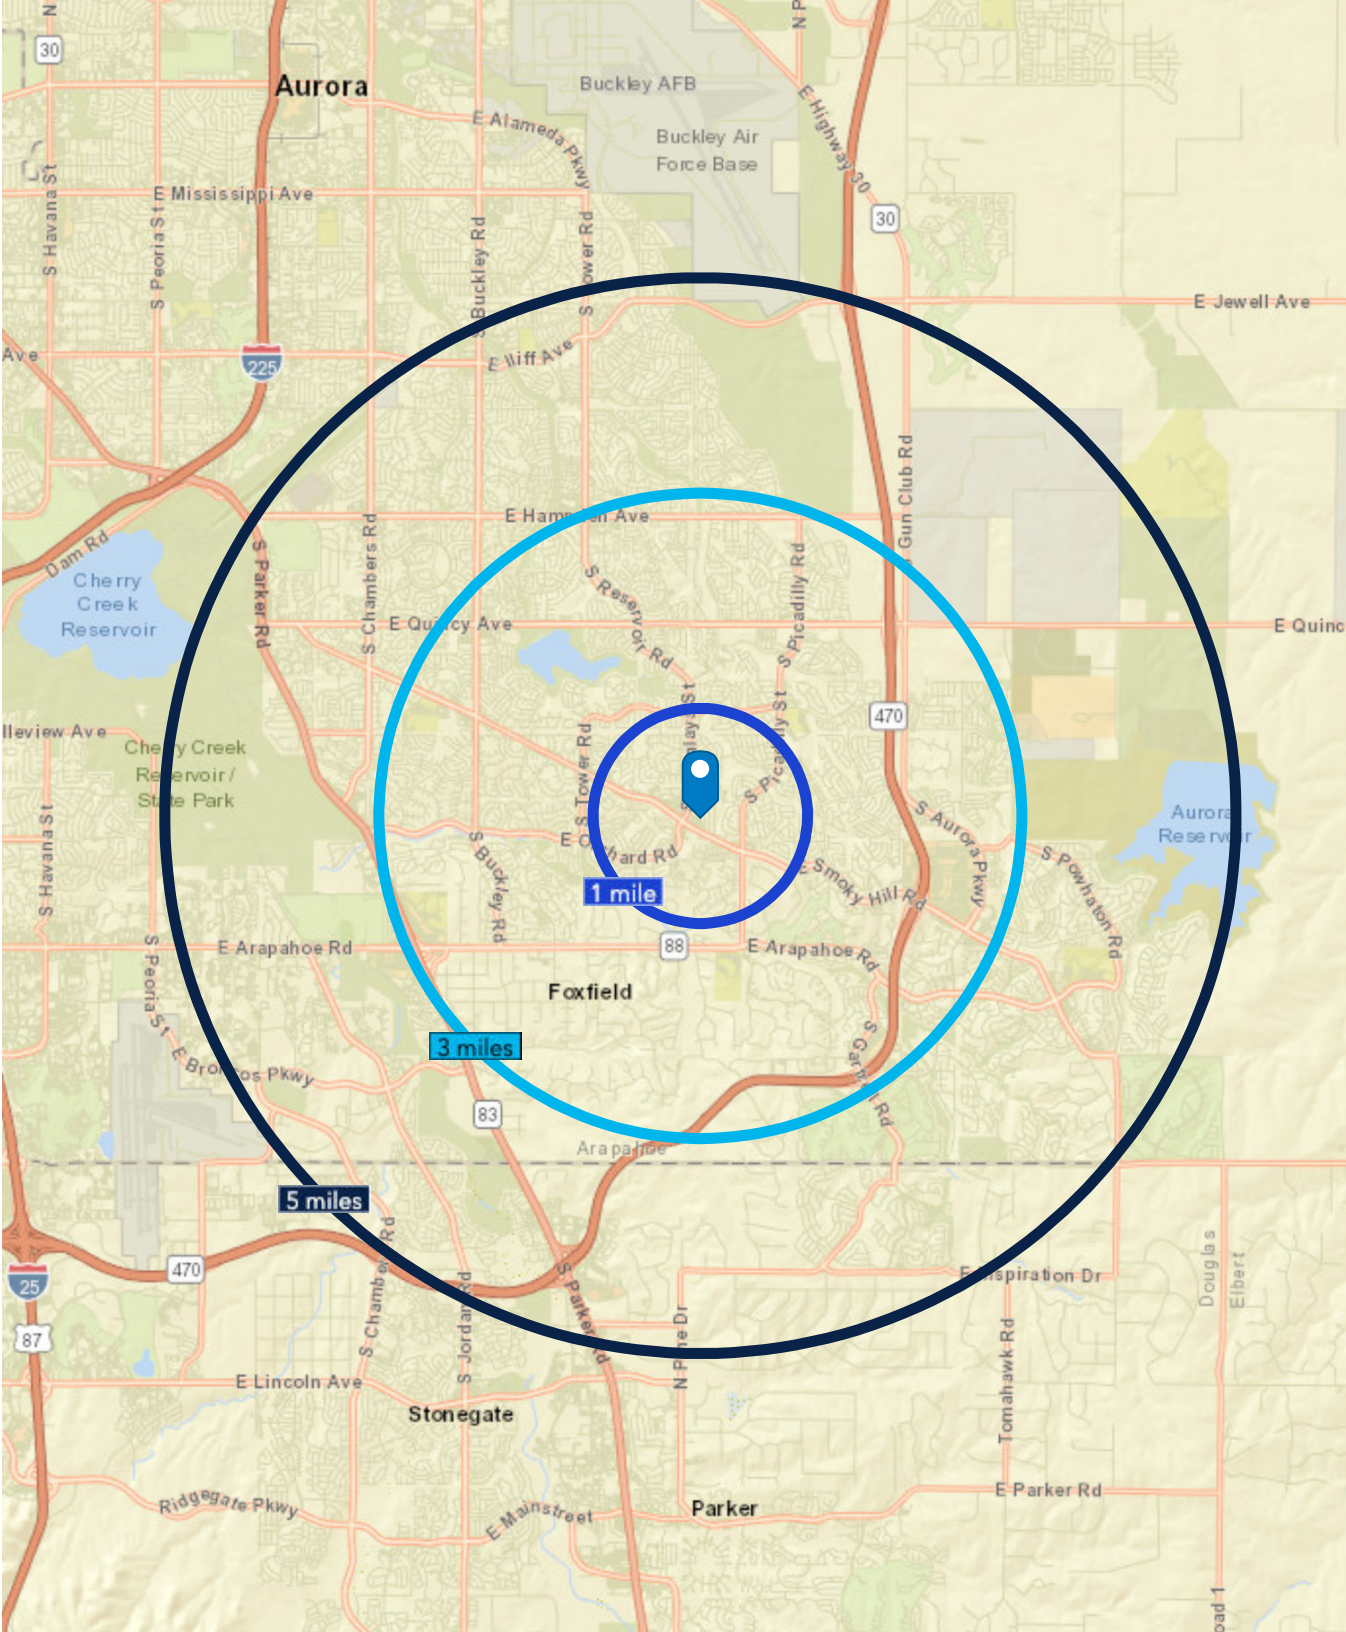 N
30
N P
Aurora
Buckley AFB
E Alameda Pkwy
E Highway 30
Buckley Air
Force Base
E Mississippi Ave
S Havana St
S Peoria St
30
S Buckley Rd
S Tower Rd
E Jewell Ave
Ave
225
E Iliff Ave
Gun Club Rd
E Hampden Ave
Dam Rd
S Parker Rd
S Chambers Rd
S Reservoir Rd
S Picadilly Rd
Cherry
Creek
Reservoir
E Quincy Ave
E Quinc
470
lleview Ave
Cherry Creek
Reservoir /
State Park
S Tower Rd
S Picadilly St
S Havana St
S Aurora Pkwy
Aurora
Reservoir
E Orchard Rd
S Buckley Rd
E Smoky Hill Rd
S Powhaton Rd
1 mile
E Arapahoe Rd
88
E Arapahoe Rd
S Peoria St
Foxfield
3 miles
E Broncos Pkwy
S Gartrell Rd
83
Arapahoe
5 miles
470
25
87
S Chambers Rd
S Jordan Rd
S Parker Rd
N Pine Dr
E Inspiration Dr
Douglas
Elbert
Tomahawk Rd
E Lincoln Ave
Stonegate
Ridgegate Pkwy
E Mainstreet
Parker
E Parker Rd
oad 1